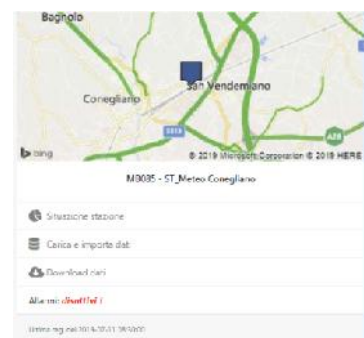 Bagnolo
San Vendemiano
Conegliano
A28
bing
© 2019 Microsoft Corporation © 2019 HERE
M0085 - ST_Meteo Conegliano
Situazione stazione
Carica e importa dati
Download dati
Allarmi: disattivi